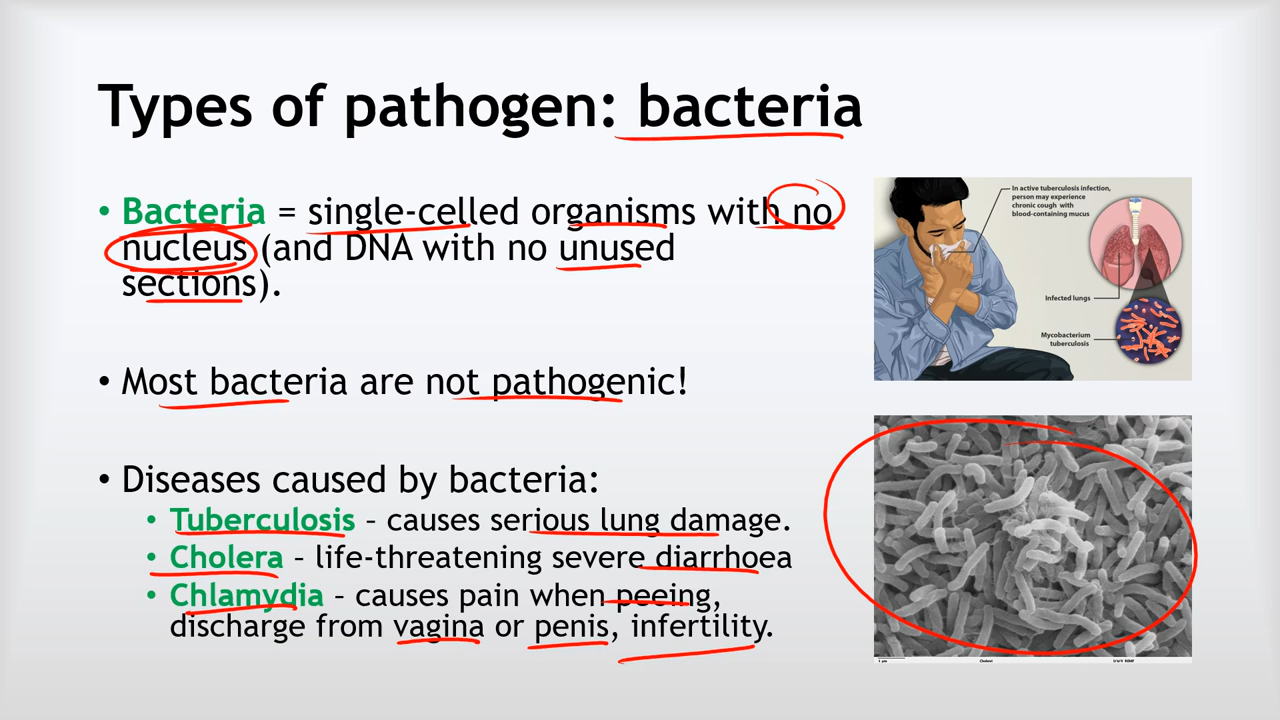 Types of pathogen: bacteria
• Bacteria = single-celled organisms with no
nucleus (and DNA with no unused
sections).
• Most bacteria are not pathogenic!
• Diseases caused by bacteria:
• Tuberculosis – causes serious lung damage.
• Cholera – life-threatening severe diarrhoea
• Chlamydia – causes pain when peeing,
discharge from vagina or penis, infertility.
In active tuberculosis infection,
person may experience
chronic cough with
blood-containing mucus
Infected lungs
Mycobacterium
tuberculosis
1 µm